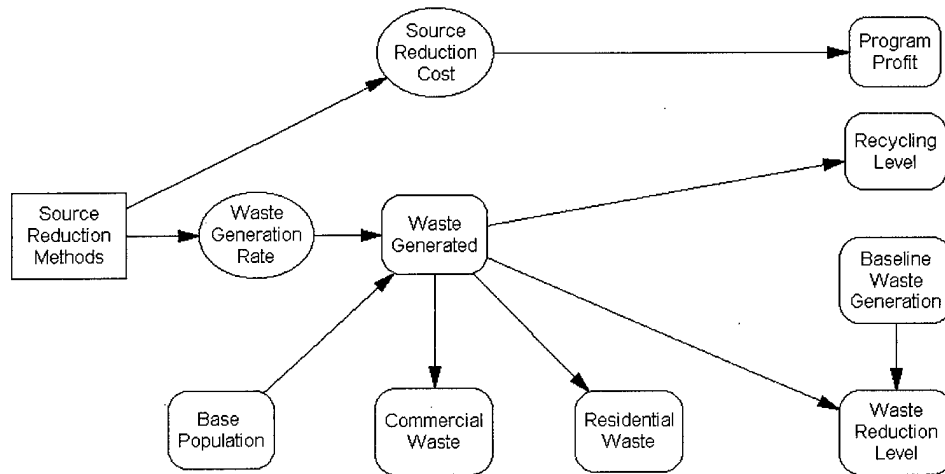 Source
Reduction
Cost
Program
Profit
Recycling
Level
Source
Reduction
Methods
Waste
Generation
Rate
Waste
Generated
Baseline
Waste
Generation
Base
Population
Commercial
Waste
Residential
Waste
Waste
Reduction
Level